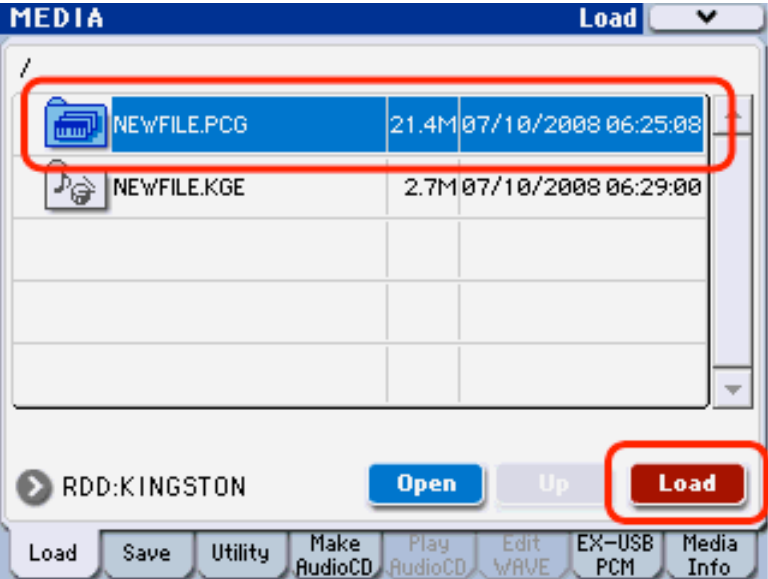 MEDIA Load
/
NEWFILE.PCG 21.4M 07/10/2008 06:25:08
NEWFILE.KGE 2.7M 07/10/2008 06:29:00
RDD:KINGSTON Open Up Load
Load Save Utility Make AudioCD Play AudioCD Edit WAVE EX-USB PCM Media Info